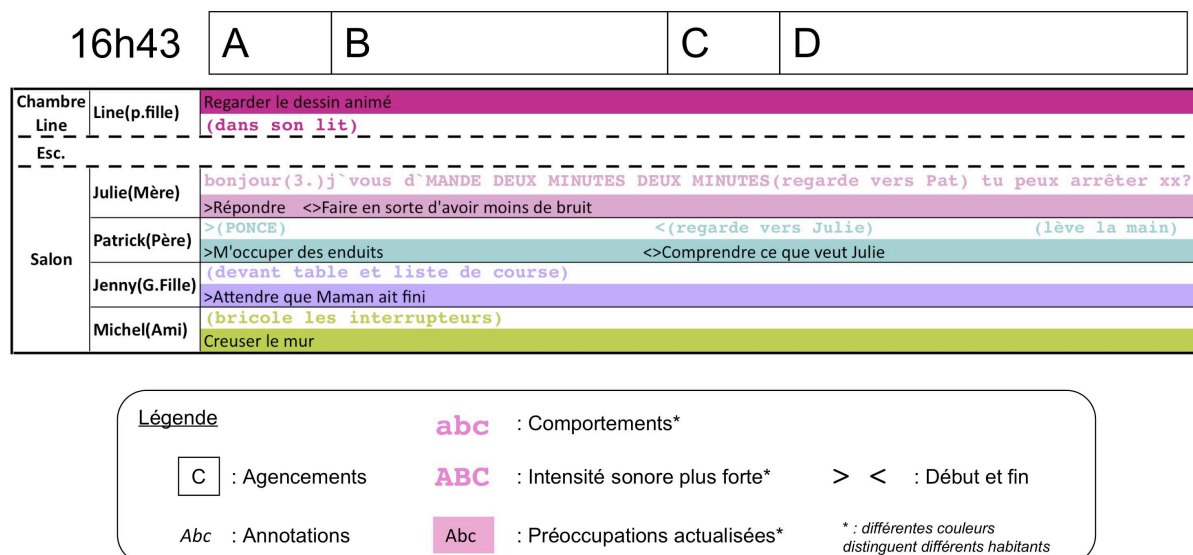 16h43 A B C D
Chambre Line
Line(p.fille)
Regarder le dessin animé
(dans son lit)
Esc.
Salon
Julie(Mère)
bonjour(3.)j`vous d`MANDE DEUX MINUTES DEUX MINUTES(regarde vers Pat) tu peux arrêter xx?
>Répondre <>Faire en sorte d'avoir moins de bruit
Patrick(Père)
>(PONCE) <(regarde vers Julie) (lève la main)
>M'occuper des enduits <>Comprendre ce que veut Julie
Jenny(G.Fille)
(devant table et liste de course)
>Attendre que Maman ait fini
Michel(Ami)
(bricole les interrupteurs)
Creuser le mur
Légende
abc : Comportements*
C : Agencements
ABC : Intensité sonore plus forte*
> < : Début et fin
Abc : Annotations
Abc : Préoccupations actualisées*
* : différentes couleurs
distinguent différents habitants